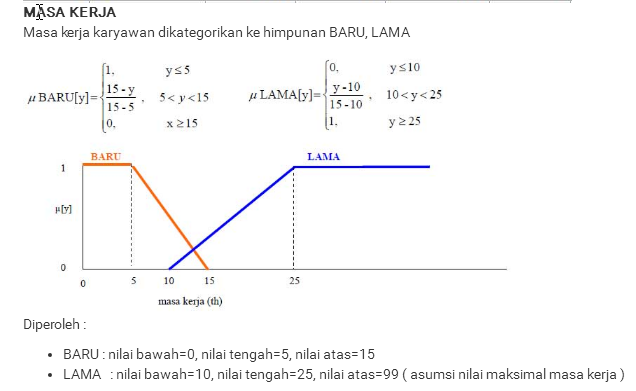 MASA KERJA
Masa kerja karyawan dikategorikan ke himpunan BARU, LAMA
μ BARU[y]={1, y≤5
15-y/15-5, 5<y<15
0, x≥15
μ LAMA[y]={0, y≤10
y-10/15-10, 10<y<25
1, y≥25
BARU LAMA
1
μ[y]
0
0 5 10 15 25
masa kerja (th)
Diperoleh :
• BARU : nilai bawah=0, nilai tengah=5, nilai atas=15
• LAMA : nilai bawah=10, nilai tengah=25, nilai atas=99 ( asumsi nilai maksimal masa kerja )